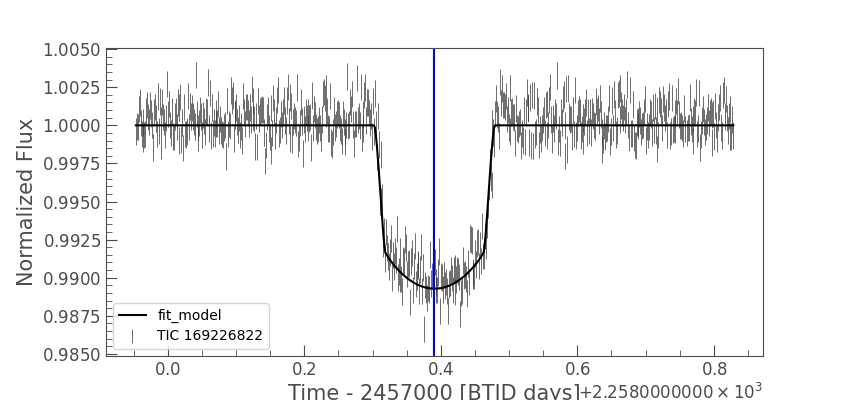 1.0050
1.0025
1.0000
0.9975
0.9950
0.9925
0.9900
0.9875
0.9850
Normalized Flux
fit_model
TIC 169226822
0.0 0.2 0.4 0.6 0.8
Time - 2457000 [BTJD days]
+2.2580000000 × 10³